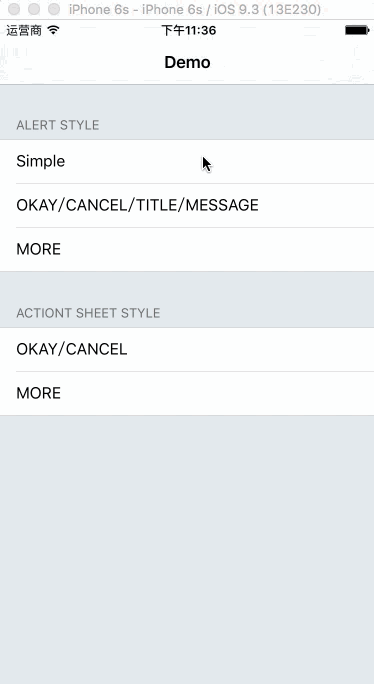 iPhone 6s - iPhone 6s / iOS 9.3 (13E230)
运营商 下午11:36
Demo
ALERT STYLE
Simple
OKAY/CANCEL/TITLE/MESSAGE
MORE
ACTIONT SHEET STYLE
OKAY/CANCEL
MORE